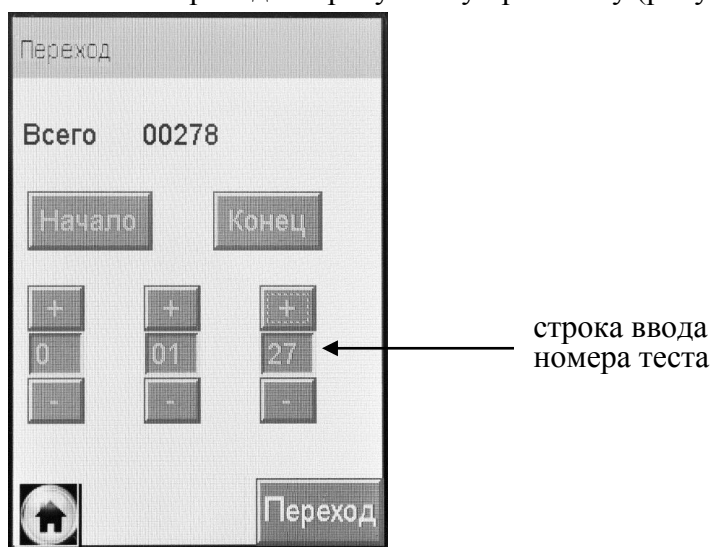 Переход
Всего 00278
Начало Конец
+ + +
0 01 27
- - -
строка ввода
номера теста
Переход